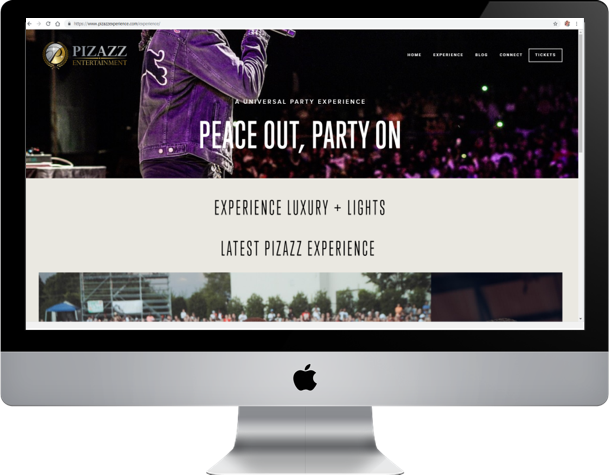 https://www.pizazzexperience.com/experience/
PIZAZZ
ENTERTAINMENT
HOME EXPERIENCE BLOG CONNECT TICKETS
A UNIVERSAL PARTY EXPERIENCE
PEACE OUT, PARTY ON
EXPERIENCE LUXURY + LIGHTS
LATEST PIZAZZ EXPERIENCE